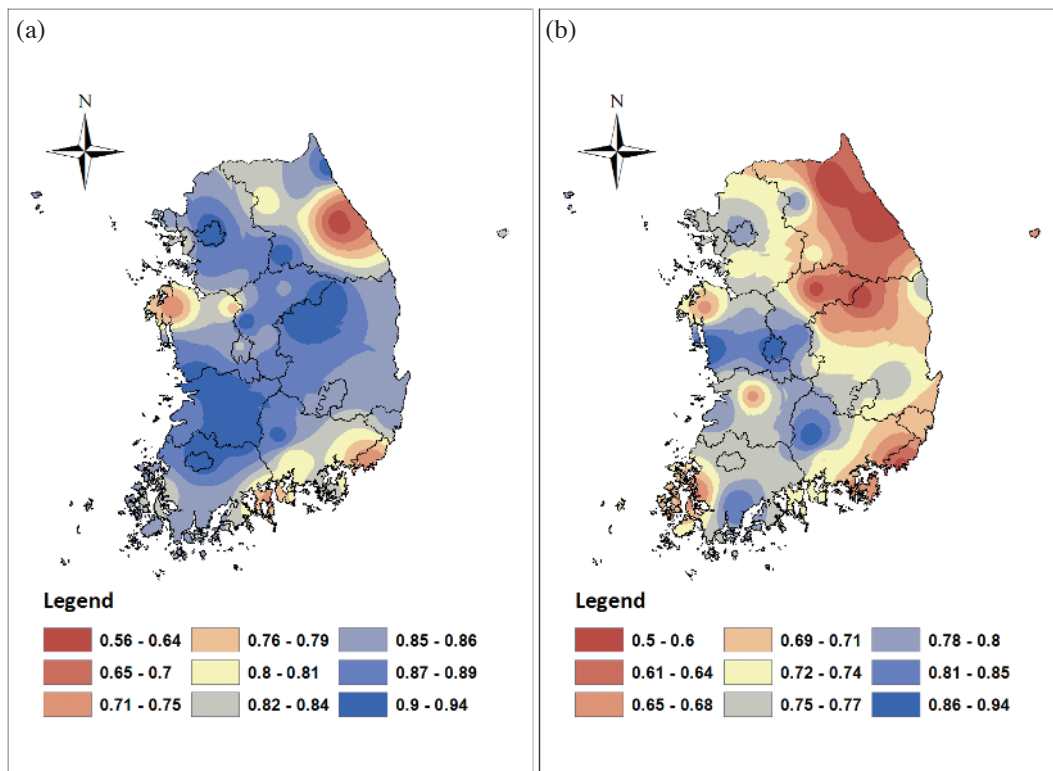 (a)
N
Legend
0.56 - 0.64 0.76 - 0.79 0.85 - 0.86
0.65 - 0.7 0.8 - 0.81 0.87 - 0.89
0.71 - 0.75 0.82 - 0.84 0.9 - 0.94
(b)
N
Legend
0.5 - 0.6 0.69 - 0.71 0.78 - 0.8
0.61 - 0.64 0.72 - 0.74 0.81 - 0.85
0.65 - 0.68 0.75 - 0.77 0.86 - 0.94